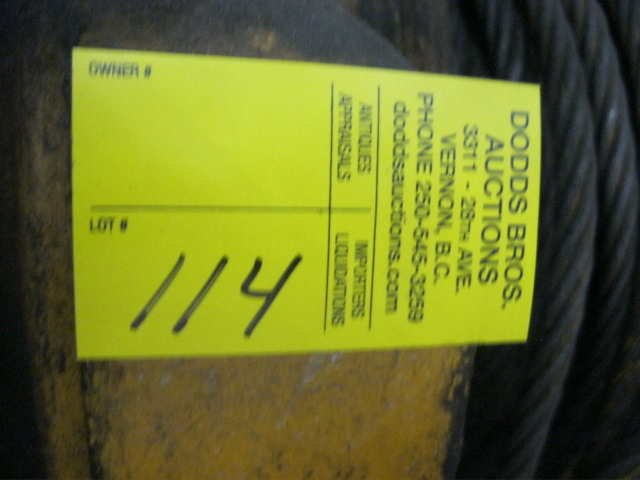 DODDS BROS.
AUCTIONS
3311 - 28TH AVE.
VERNON, B.C.
PHONE 250-545-3259
doddsauctions.com
ANTIQUES IMPORTERS
APPRAISALS LIQUIDATIONS
OWNER # LOT #
114